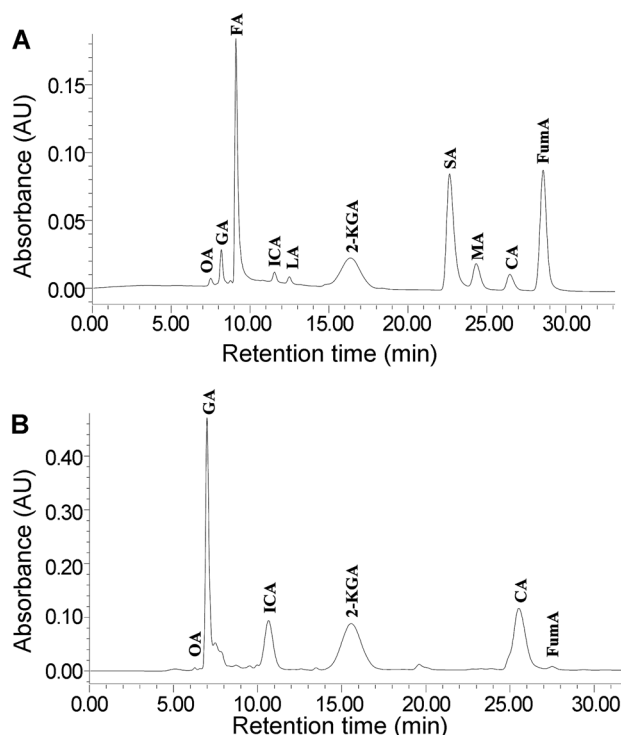 A
Absorbance (AU)
0.15
0.10
0.05
0.00
OA
GA
FA
ICA
LA
2-KGA
SA
MA
CA
FumA
0.00 5.00 10.00 15.00 20.00 25.00 30.00
Retention time (min)
B
Absorbance (AU)
0.40
0.30
0.20
0.10
0.00
OA
GA
ICA
2-KGA
CA
FumA
0.00 5.00 10.00 15.00 20.00 25.00 30.00
Retention time (min)